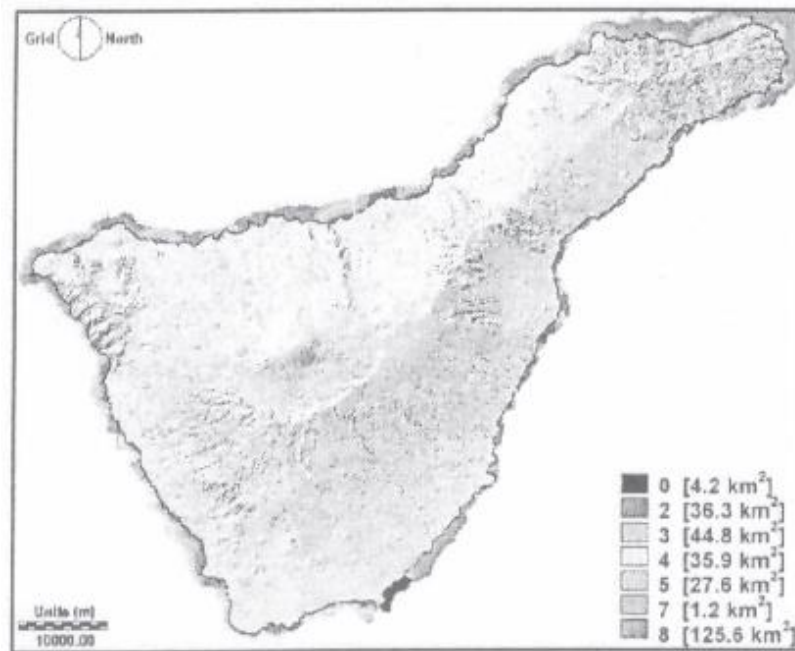 Grid North
0 [4.2 km²]
2 [36.3 km²]
3 [44.8 km²]
4 [35.9 km²]
5 [27.6 km²]
7 [1.2 km²]
8 [125.6 km²]
Units (m)
10000.00